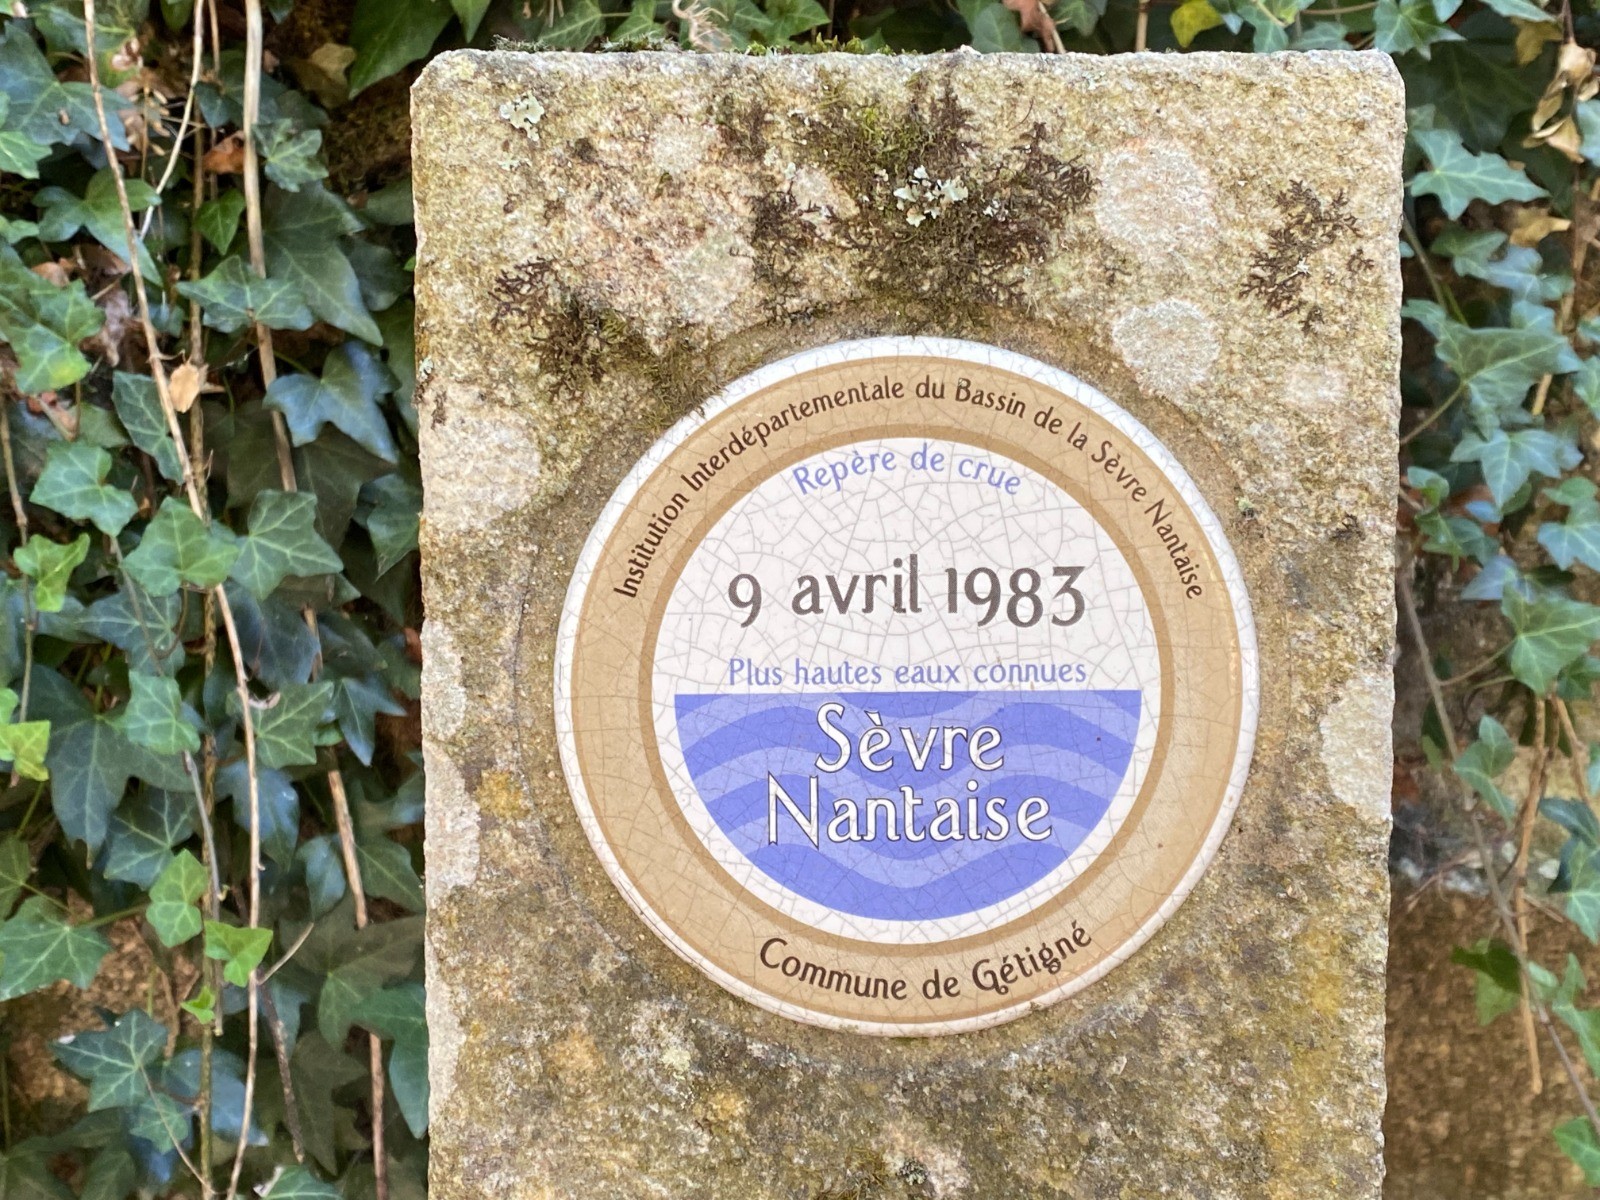 Institution Interdépartementale du Bassin de la Sèvre Nantaise
Repère de crue
9 avril 1983
Plus hautes eaux connues
Sèvre
Nantaise
Commune de Gétigné